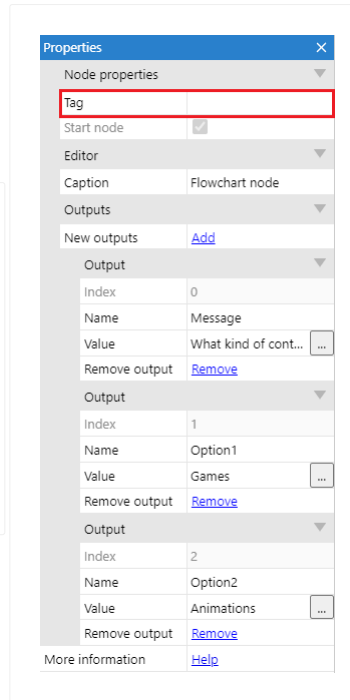 Properties
Node properties
Tag
Start node
Editor
Caption Flowchart node
Outputs
New outputs Add
Output
Index 0
Name Message
Value What kind of cont... ...
Remove output Remove
Output
Index 1
Name Option1
Value Games ...
Remove output Remove
Output
Index 2
Name Option2
Value Animations ...
Remove output Remove
More information Help